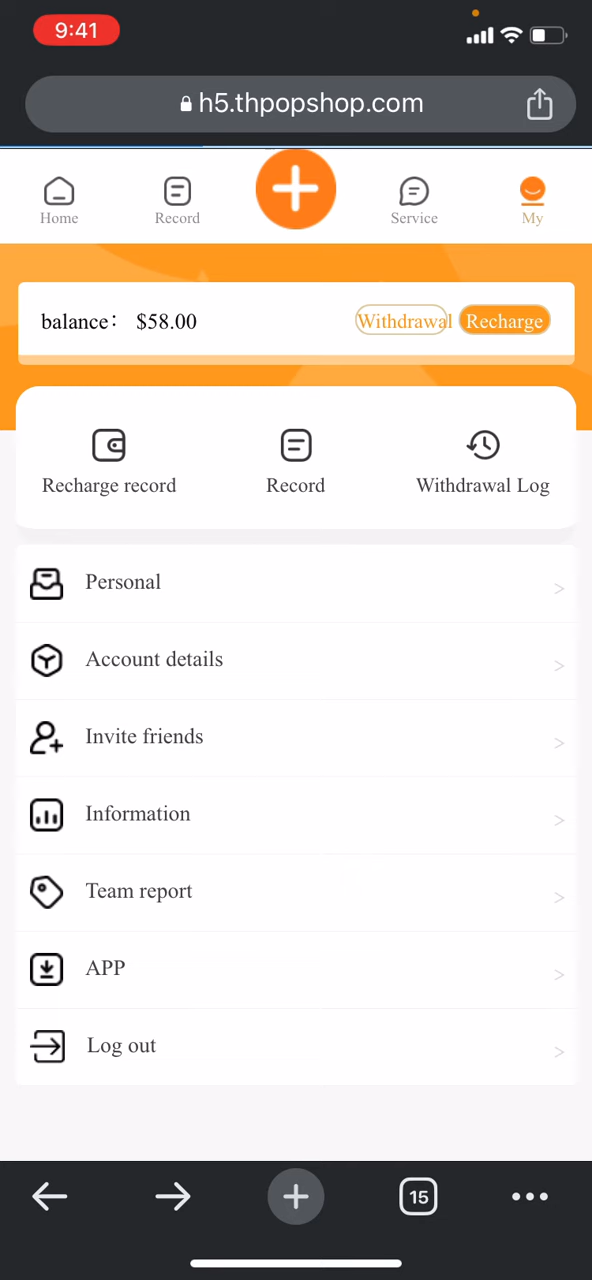 9:41
h5.thpopshop.com
Home
Record
Service
My
balance: $58.00
Withdrawal
Recharge
Recharge record
Record
Withdrawal Log
Personal
Account details
Invite friends
Information
Team report
APP
Log out
15